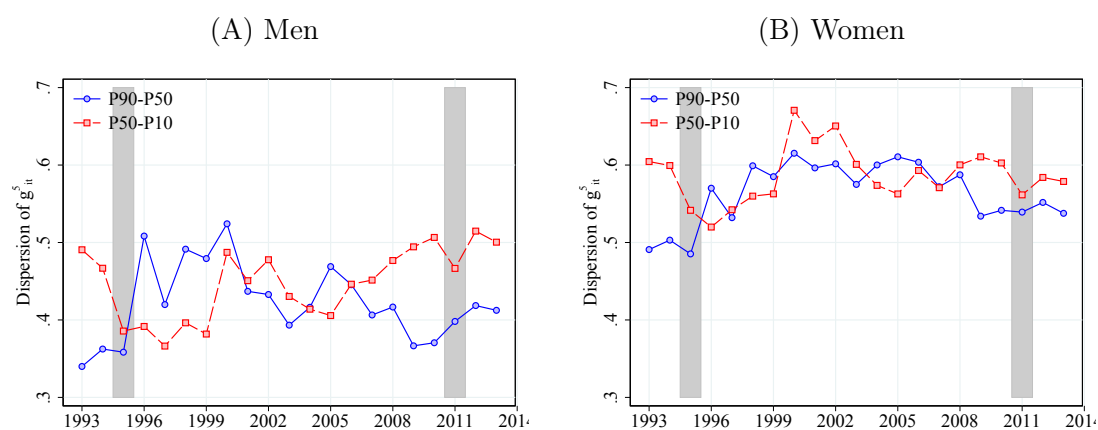 (A) Men
(B) Women
Dispersion of g⁵ᵢₜ
.3 .4 .5 .6 .7
P90-P50
P50-P10
1993 1996 1999 2002 2005 2008 2011 2014
Dispersion of g⁵ᵢₜ
.3 .4 .5 .6 .7
P90-P50
P50-P10
1993 1996 1999 2002 2005 2008 2011 2014